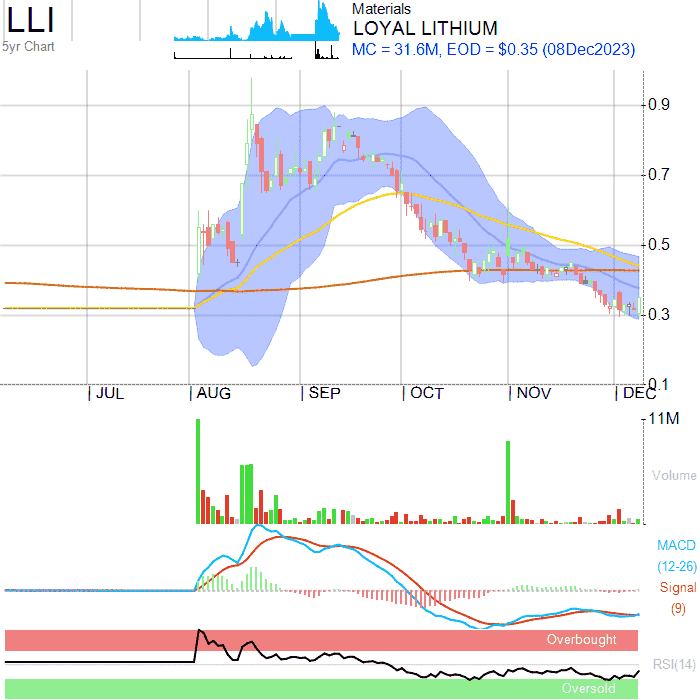 LLI
5yr Chart
Materials
LOYAL LITHIUM
MC = 31.6M, EOD = $0.35 (08Dec2023)
0.9
0.7
0.5
0.3
0.1
JUL
AUG
SEP
OCT
NOV
DEC
11M
Volume
MACD
(12-26)
Signal
(9)
Overbought
RSI(14)
Oversold